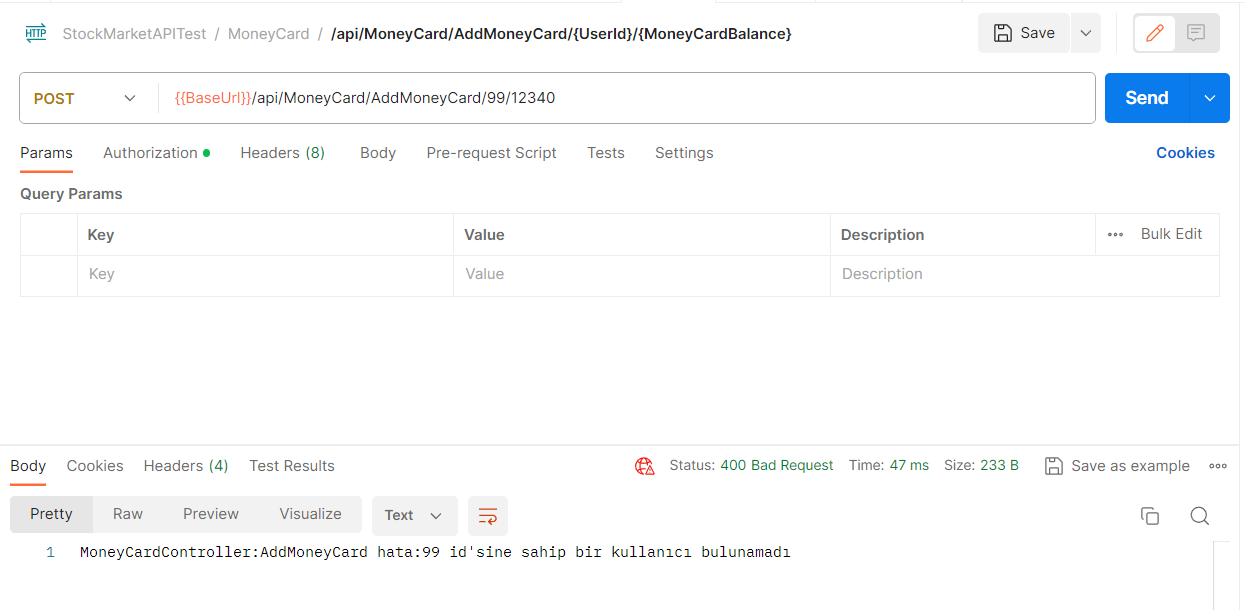 HTTP StockMarketAPITest / MoneyCard / /api/MoneyCard/AddMoneyCard/{UserId}/{MoneyCardBalance} Save
POST {{BaseUrl}}/api/MoneyCard/AddMoneyCard/99/12340 Send
Params Authorization Headers (8) Body Pre-request Script Tests Settings Cookies
Query Params
Key Value Description Bulk Edit
Key Value Description
Body Cookies Headers (4) Test Results Status: 400 Bad Request Time: 47 ms Size: 233 B Save as example
Pretty Raw Preview Visualize Text
1 MoneyCardController:AddMoneyCard hata:99 id'sine sahip bir kullanıcı bulunamadı